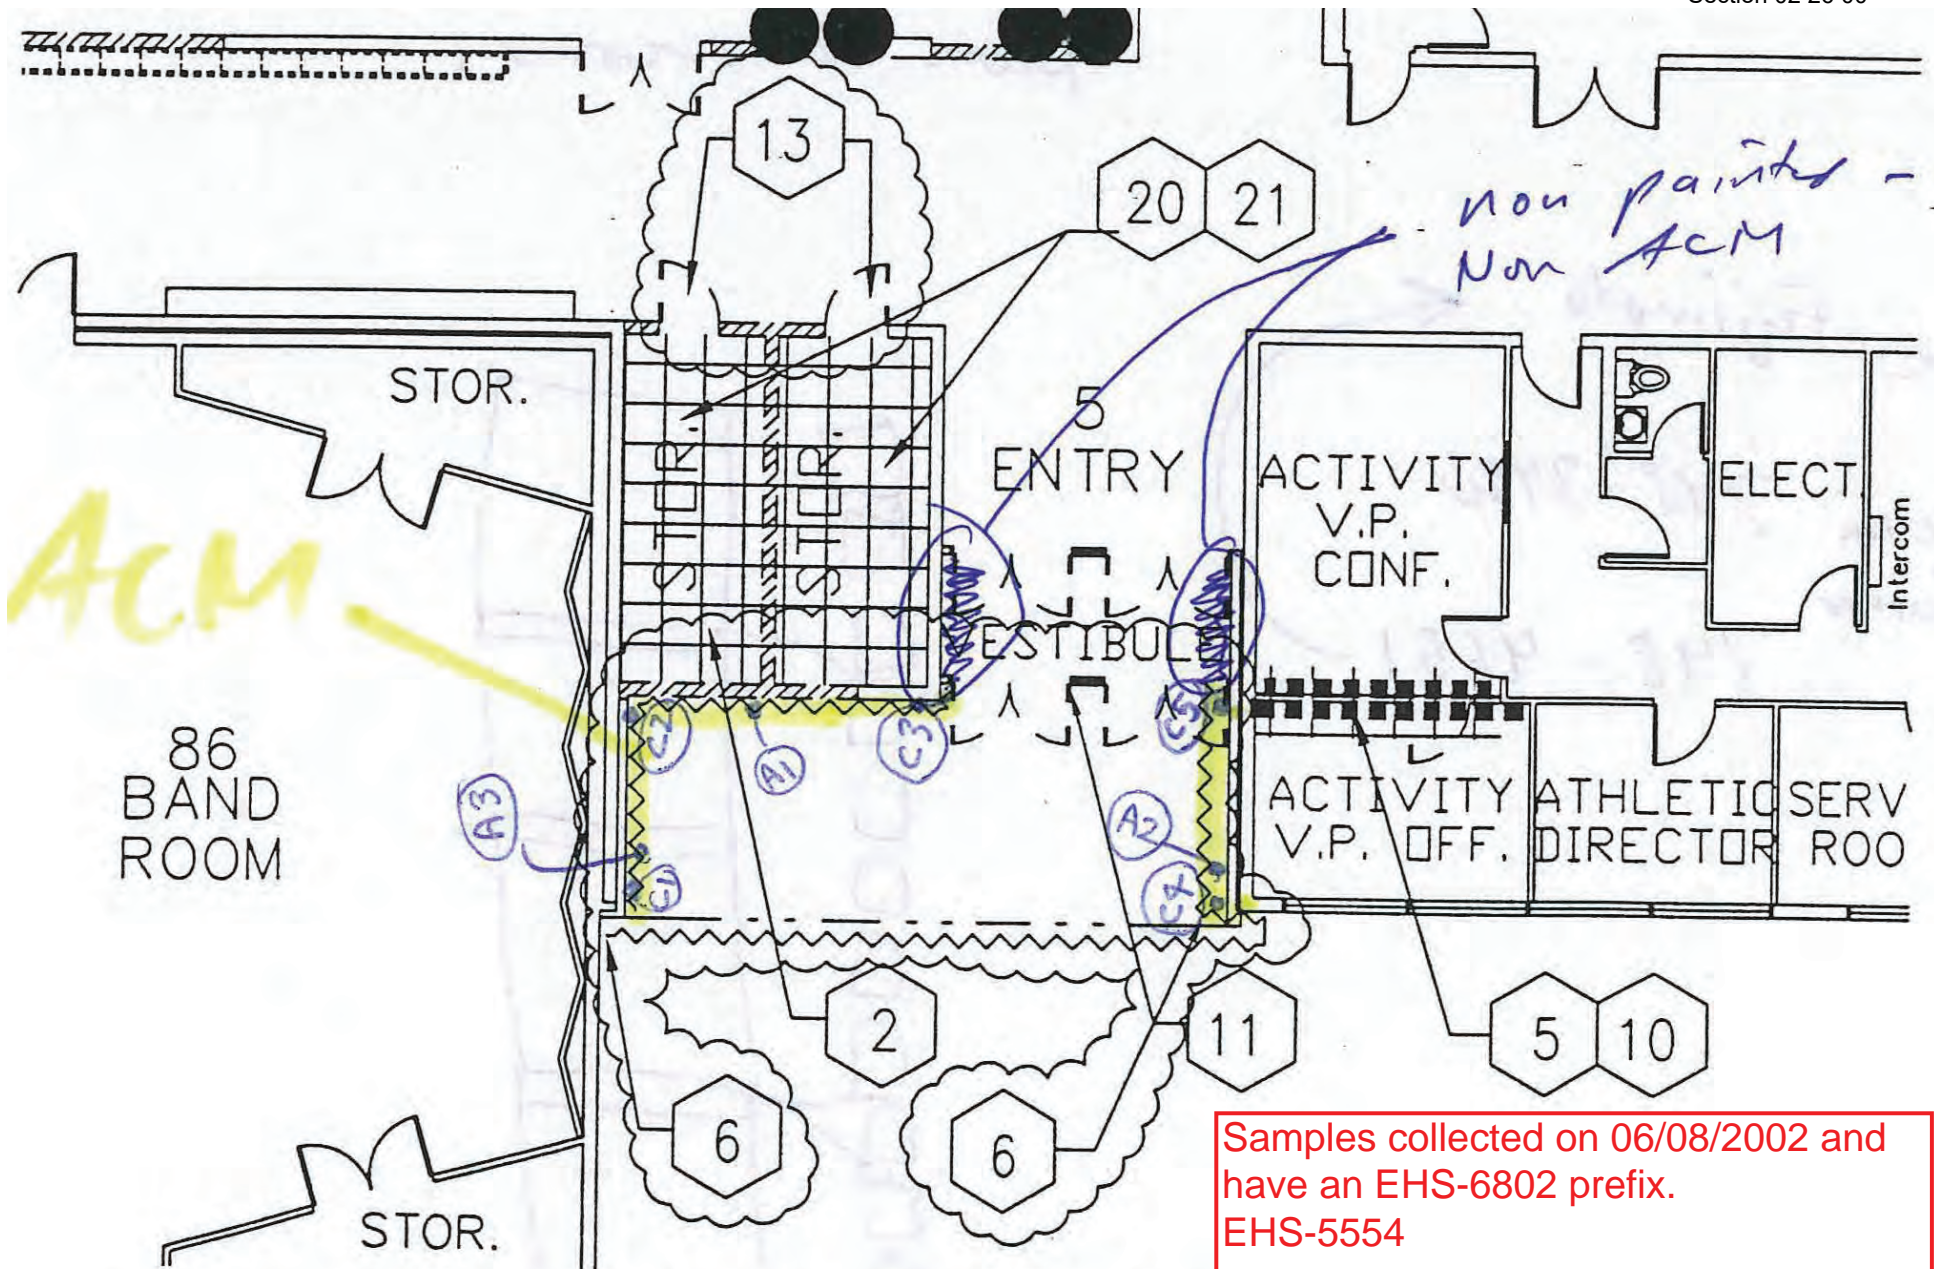 13
20 21
non painted -
Non ACM
STOR.
5
ENTRY
STOR.
STOR.
ACTIVITY
V.P.
CONF.
ELECT.
Intercom
ACM
VESTIBULE
86
BAND
ROOM
C2
A1
C3
C5
A3
C1
A2
C4
ACTIVITY
V.P. OFF.
ATHLETIC
DIRECTOR
SERV
ROO
2
11
5 10
6
6
STOR.
Samples collected on 06/08/2002 and
have an EHS-6802 prefix.
EHS-5554